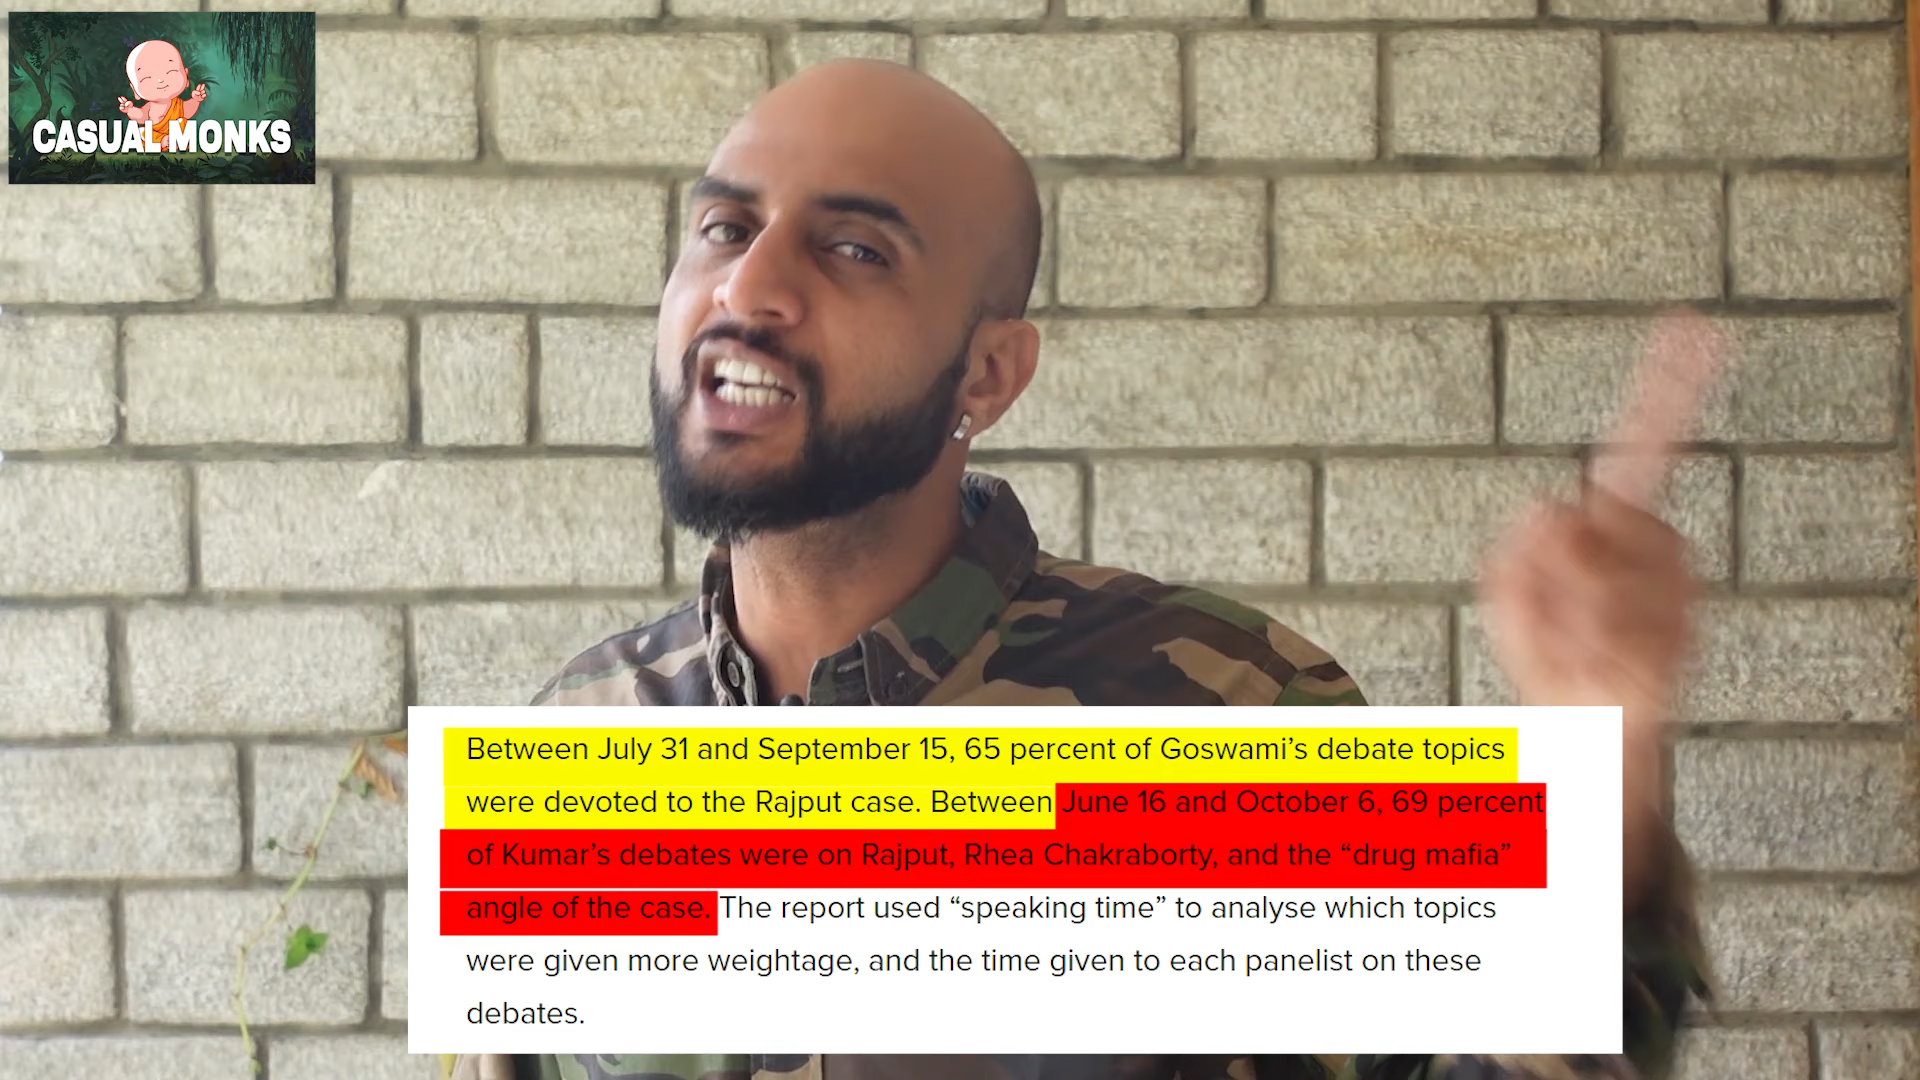 CASUAL MONKS
Between July 31 and September 15, 65 percent of Goswami’s debate topics
were devoted to the Rajput case. Between June 16 and October 6, 69 percent
of Kumar’s debates were on Rajput, Rhea Chakraborty, and the “drug mafia”
angle of the case. The report used “speaking time” to analyse which topics
were given more weightage, and the time given to each panelist on these
debates.